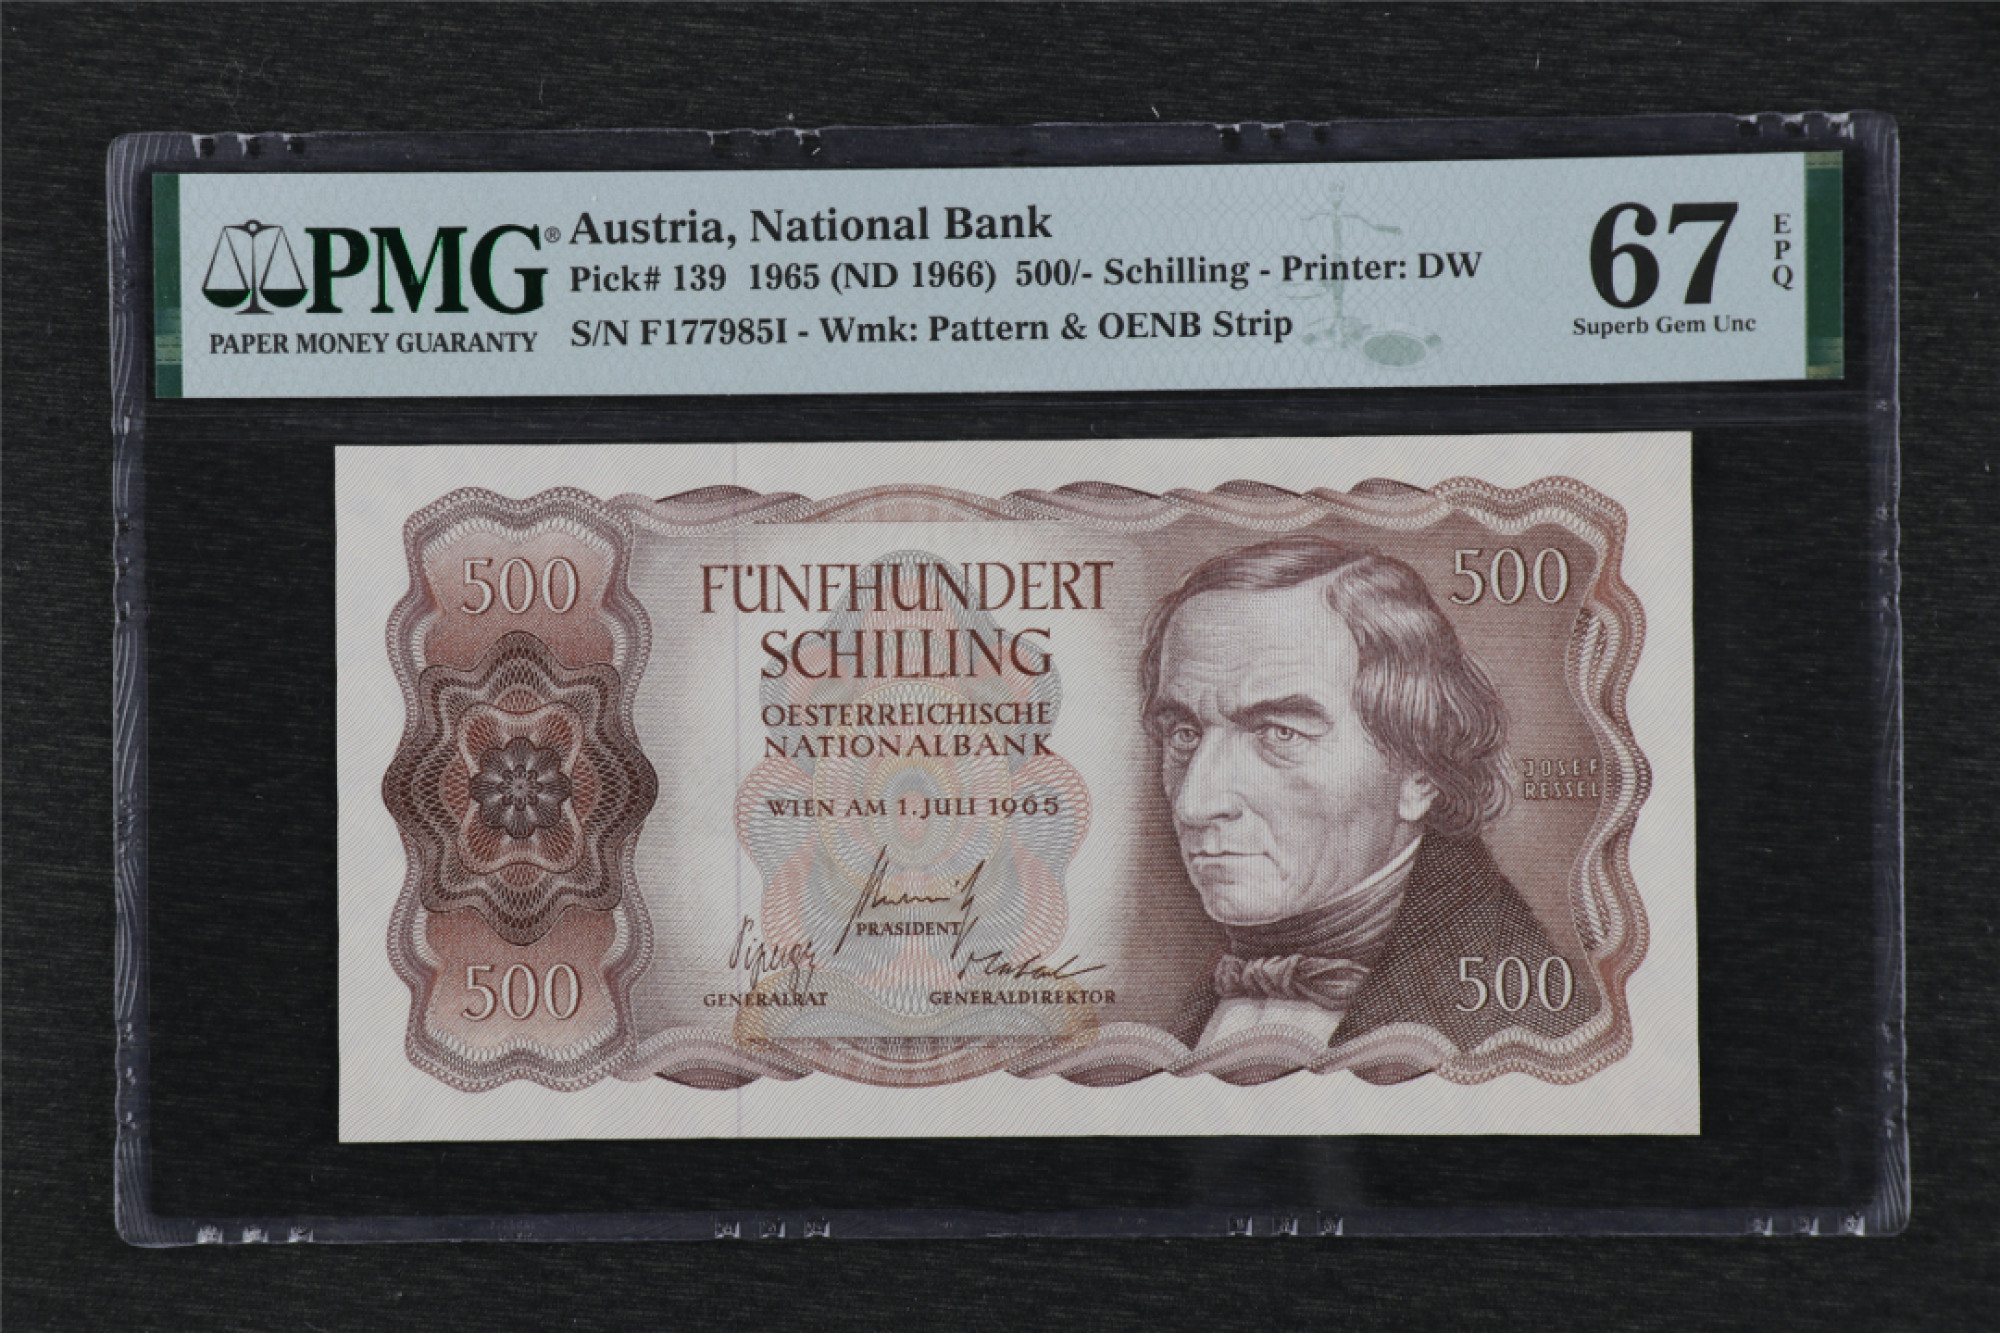 PMG®
PAPER MONEY GUARANTY
Austria, National Bank
Pick# 139 1965 (ND 1966) 500/- Schilling - Printer: DW
S/N F177985I - Wmk: Pattern & OENB Strip
67
EPQ
Superb Gem Unc
500
500
FÜNFHUNDERT
SCHILLING
OESTERREICHISCHE
NATIONALBANK
WIEN AM 1. JULI 1965
JOSEF
RESSEL
PRÄSIDENT
GENERALRAT
GENERALDIREKTOR
500
500